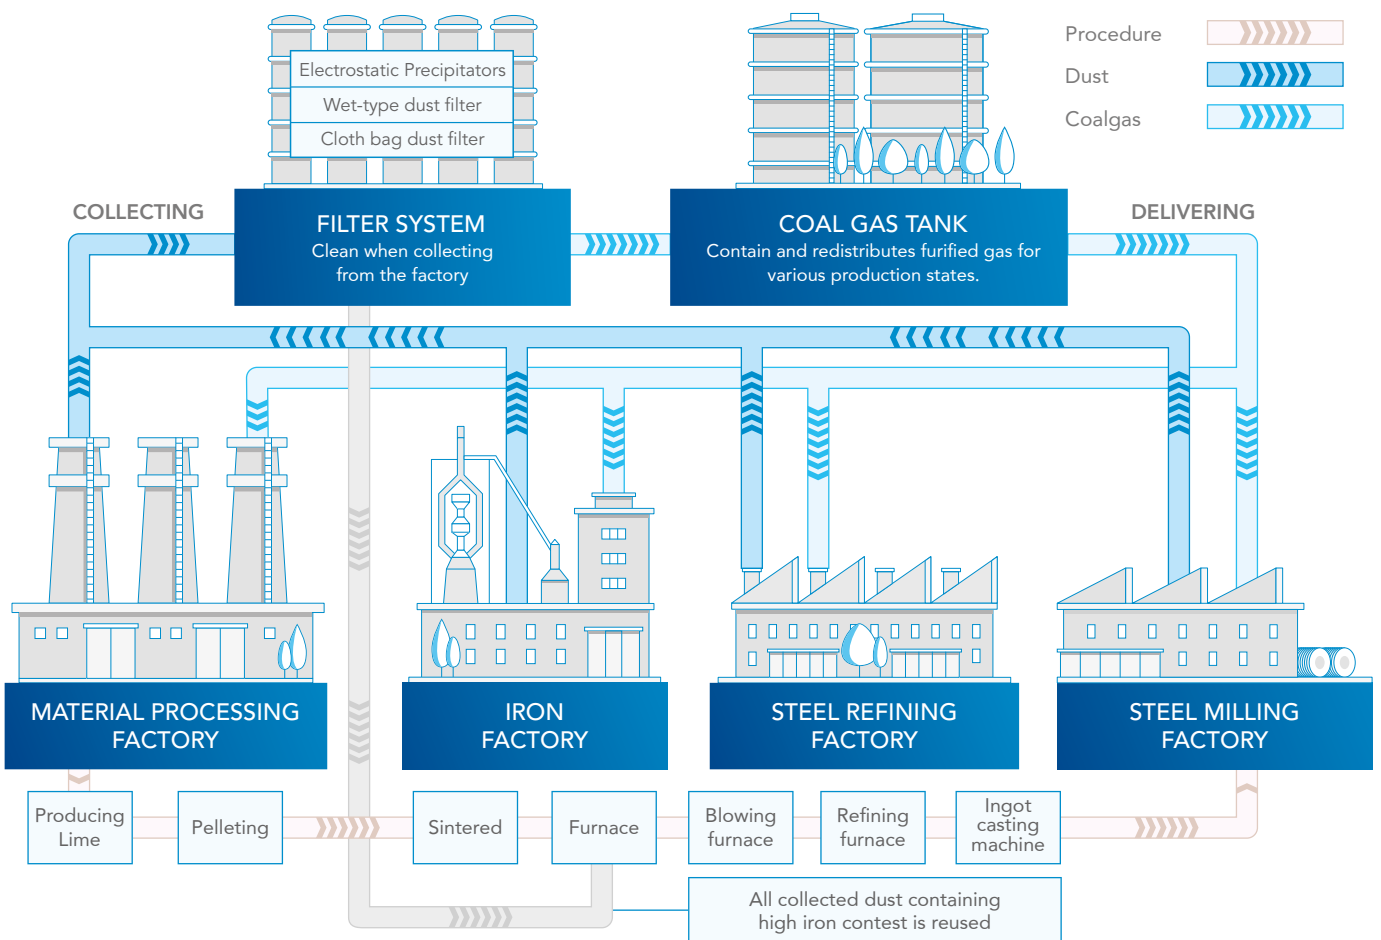 Electrostatic Precipitators
Wet-type dust filter
Cloth bag dust filter
Procedure
Dust
Coalgas
COLLECTING
FILTER SYSTEM
Clean when collecting
from the factory
COAL GAS TANK
Contain and redistributes furified gas for
various production states.
DELIVERING
MATERIAL PROCESSING
FACTORY
IRON
FACTORY
STEEL REFINING
FACTORY
STEEL MILLING
FACTORY
Producing
Lime
Pelleting
Sintered
Furnace
Blowing
furnace
Refining
furnace
Ingot
casting
machine
All collected dust containing
high iron contest is reused